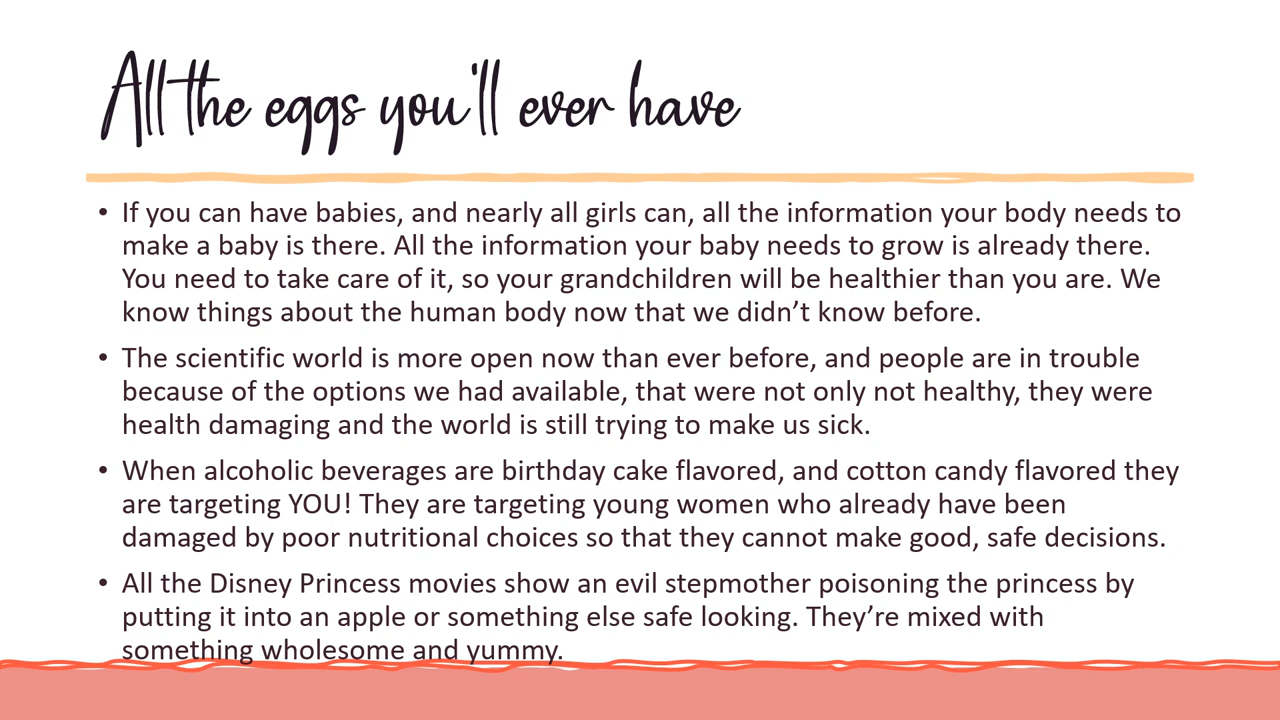 All the eggs you'll ever have
• If you can have babies, and nearly all girls can, all the information your body needs to
make a baby is there. All the information your baby needs to grow is already there.
You need to take care of it, so your grandchildren will be healthier than you are. We
know things about the human body now that we didn’t know before.
• The scientific world is more open now than ever before, and people are in trouble
because of the options we had available, that were not only not healthy, they were
health damaging and the world is still trying to make us sick.
• When alcoholic beverages are birthday cake flavored, and cotton candy flavored they
are targeting YOU! They are targeting young women who already have been
damaged by poor nutritional choices so that they cannot make good, safe decisions.
• All the Disney Princess movies show an evil stepmother poisoning the princess by
putting it into an apple or something else safe looking. They’re mixed with
something wholesome and yummy.